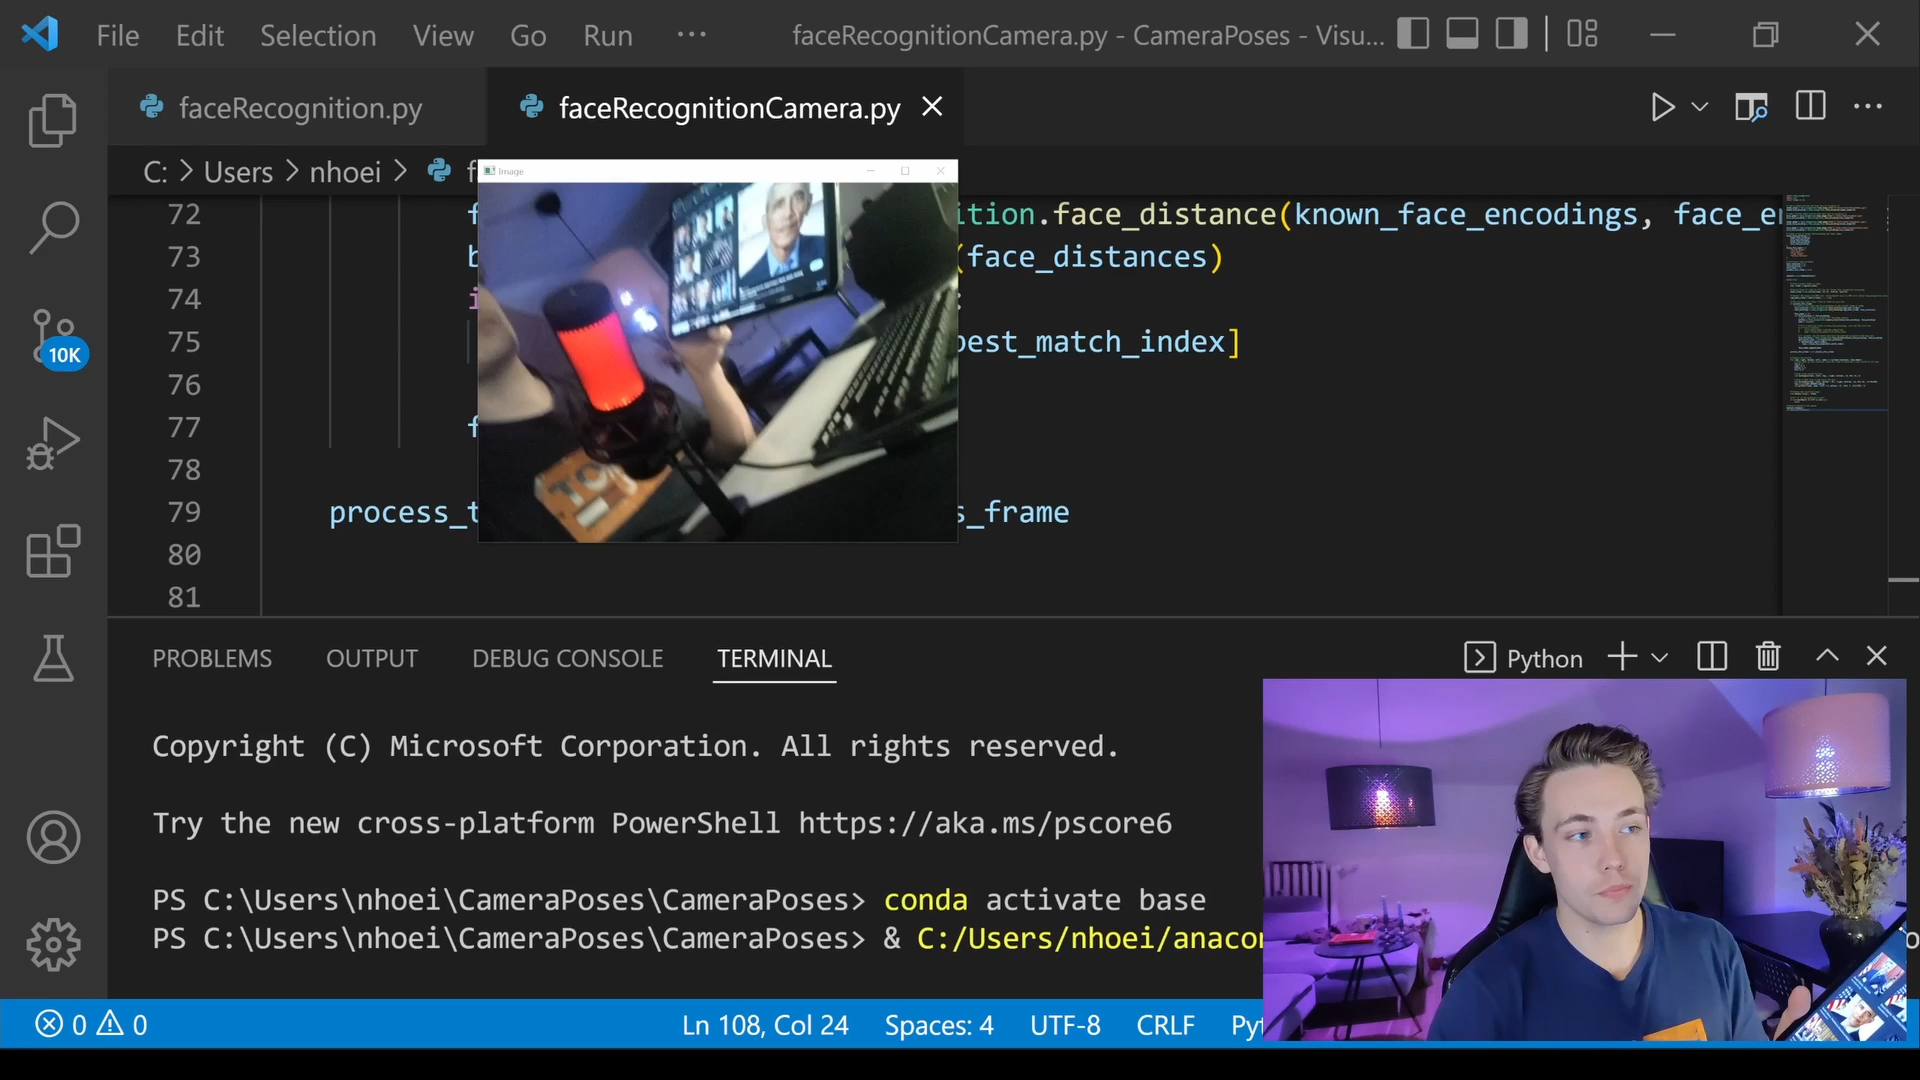 File Edit Selection View Go Run ··· faceRecognitionCamera.py - CameraPoses - Visu...
faceRecognition.py faceRecognitionCamera.py
C: > Users > nhoei > f
Image
72 f ition.face_distance(known_face_encodings, face_en
73 b (face_distances)
74 i :
75 best_match_index]
76
77 f
78
79 process_t s_frame
80
81
10K
PROBLEMS OUTPUT DEBUG CONSOLE TERMINAL Python
Copyright (C) Microsoft Corporation. All rights reserved.
Try the new cross-platform PowerShell https://aka.ms/pscore6
PS C:\Users\nhoei\CameraPoses\CameraPoses> conda activate base
PS C:\Users\nhoei\CameraPoses\CameraPoses> & C:/Users/nhoei/anacon
0 0 Ln 108, Col 24 Spaces: 4 UTF-8 CRLF Pyt